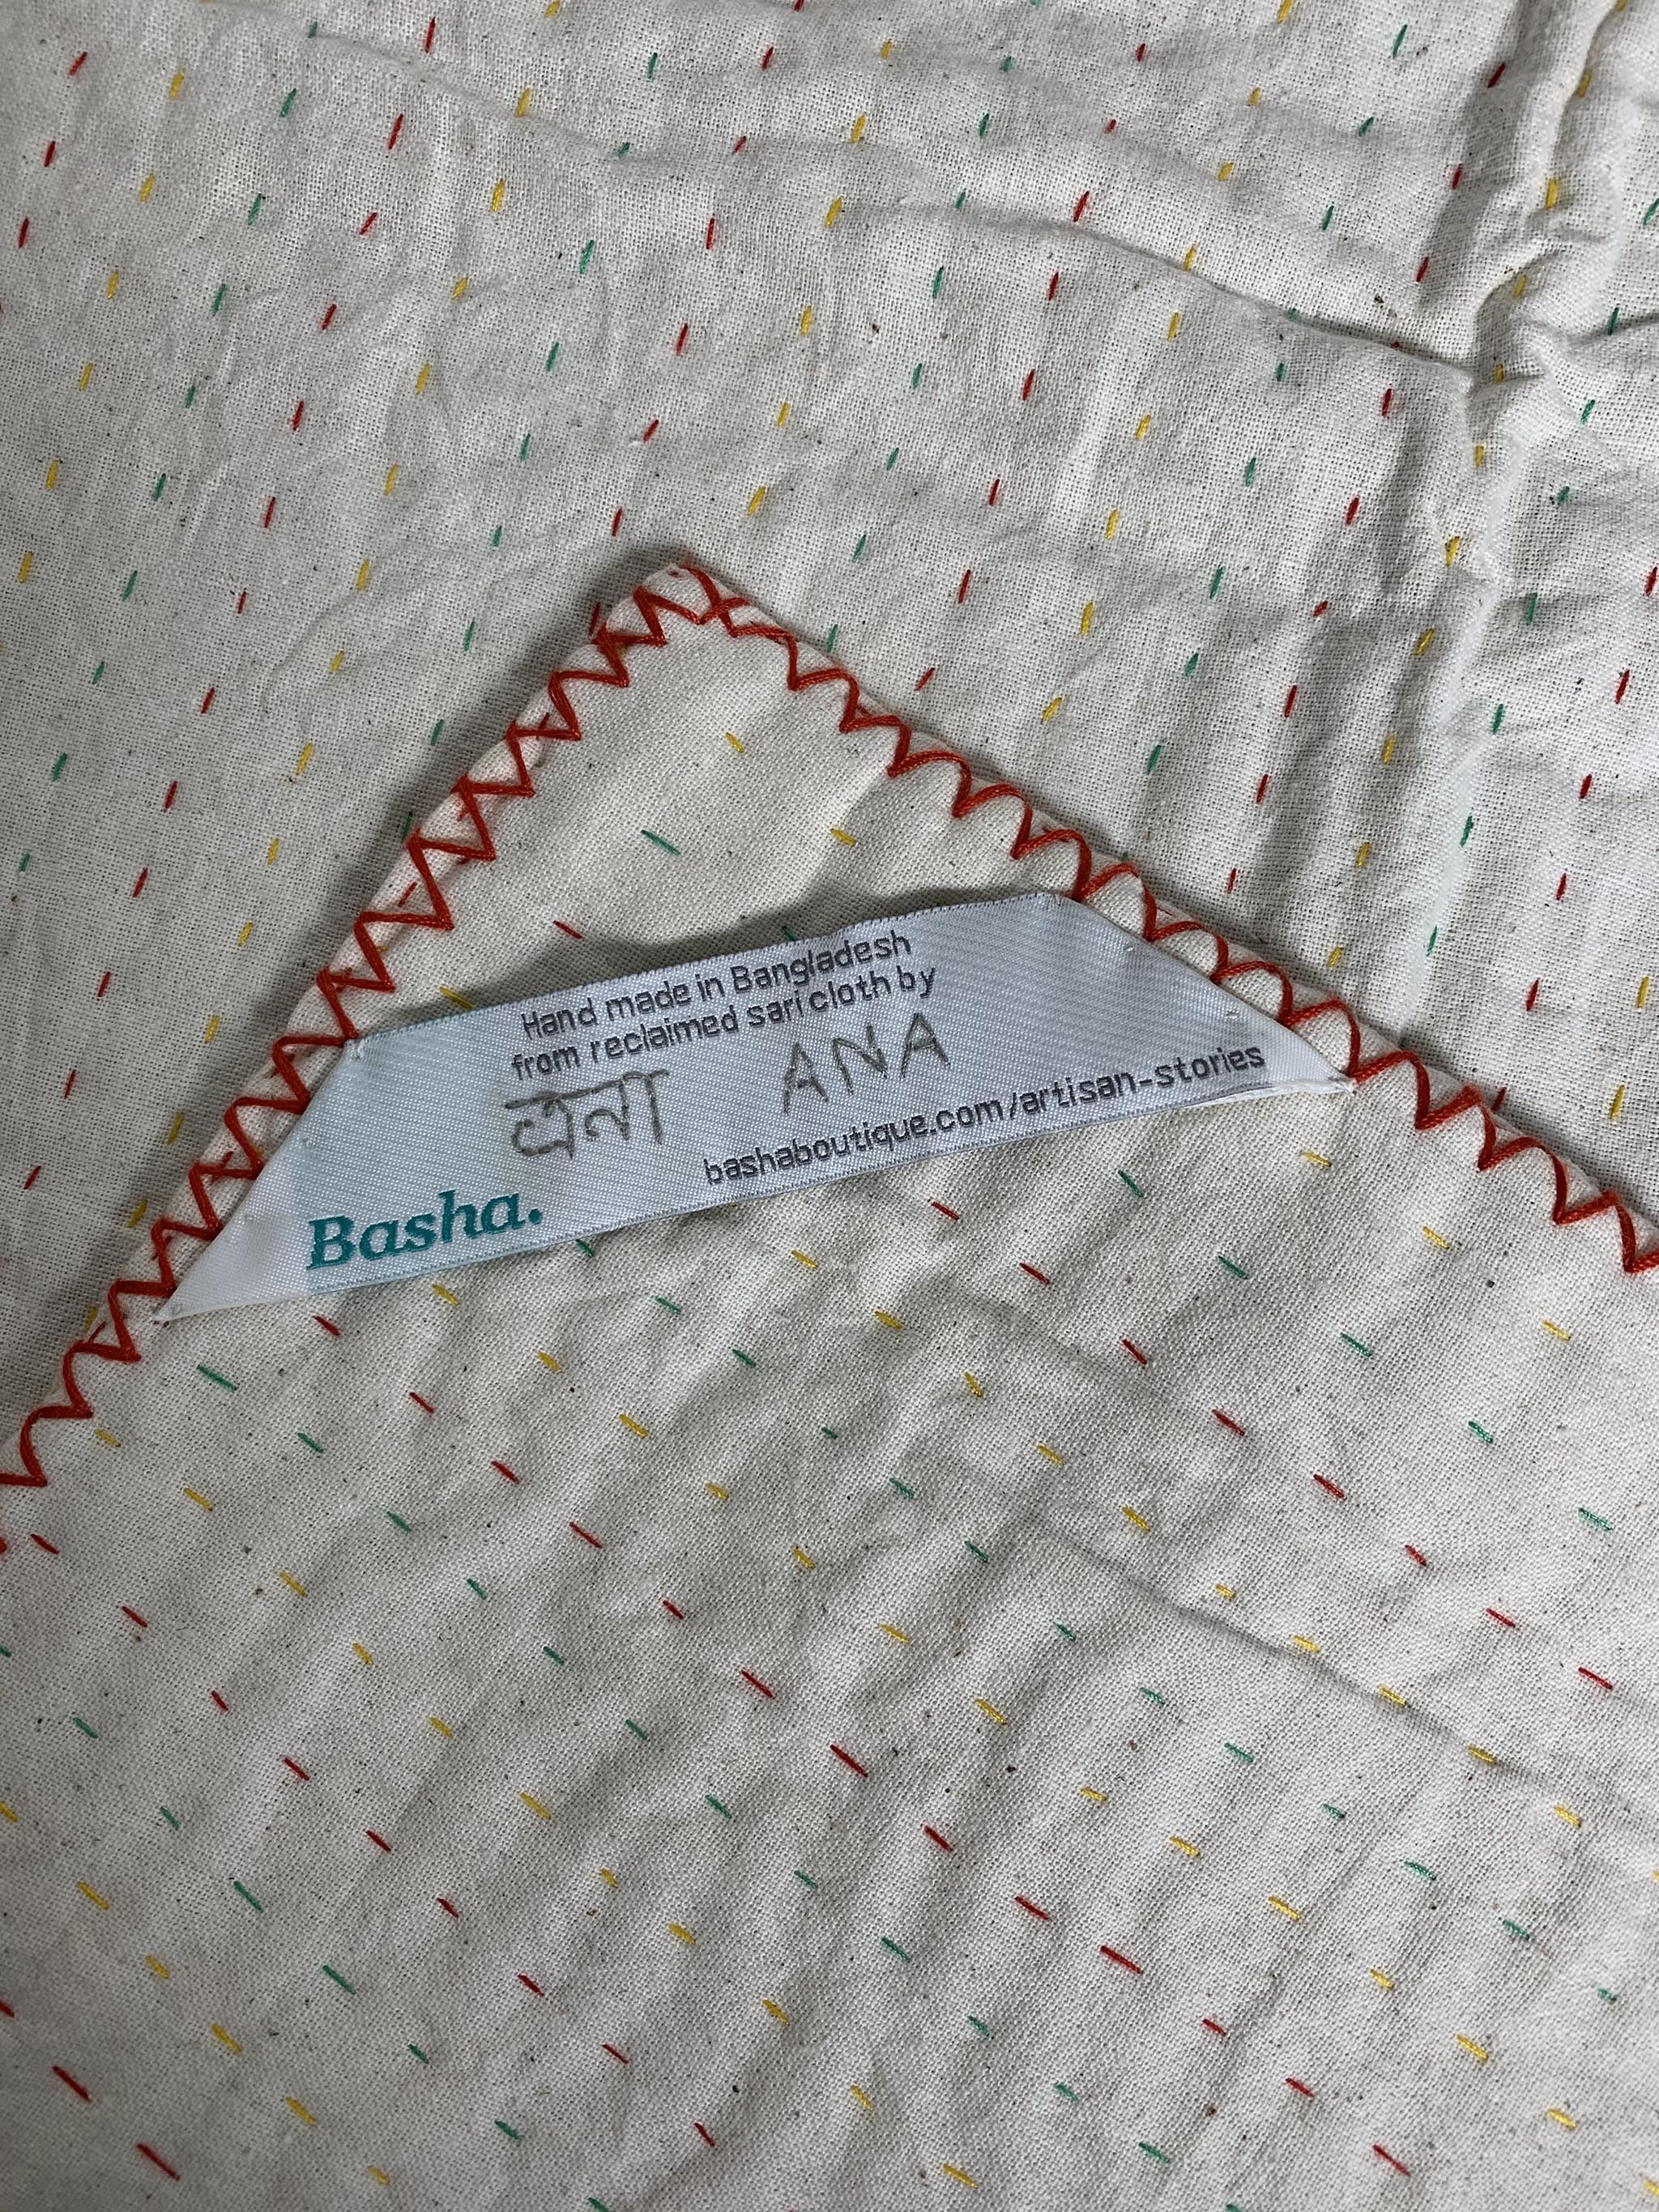 Hand made in Bangladesh
from reclaimed sari cloth by
এনা ANA
bashaboutique.com/artisan-stories
Basha.